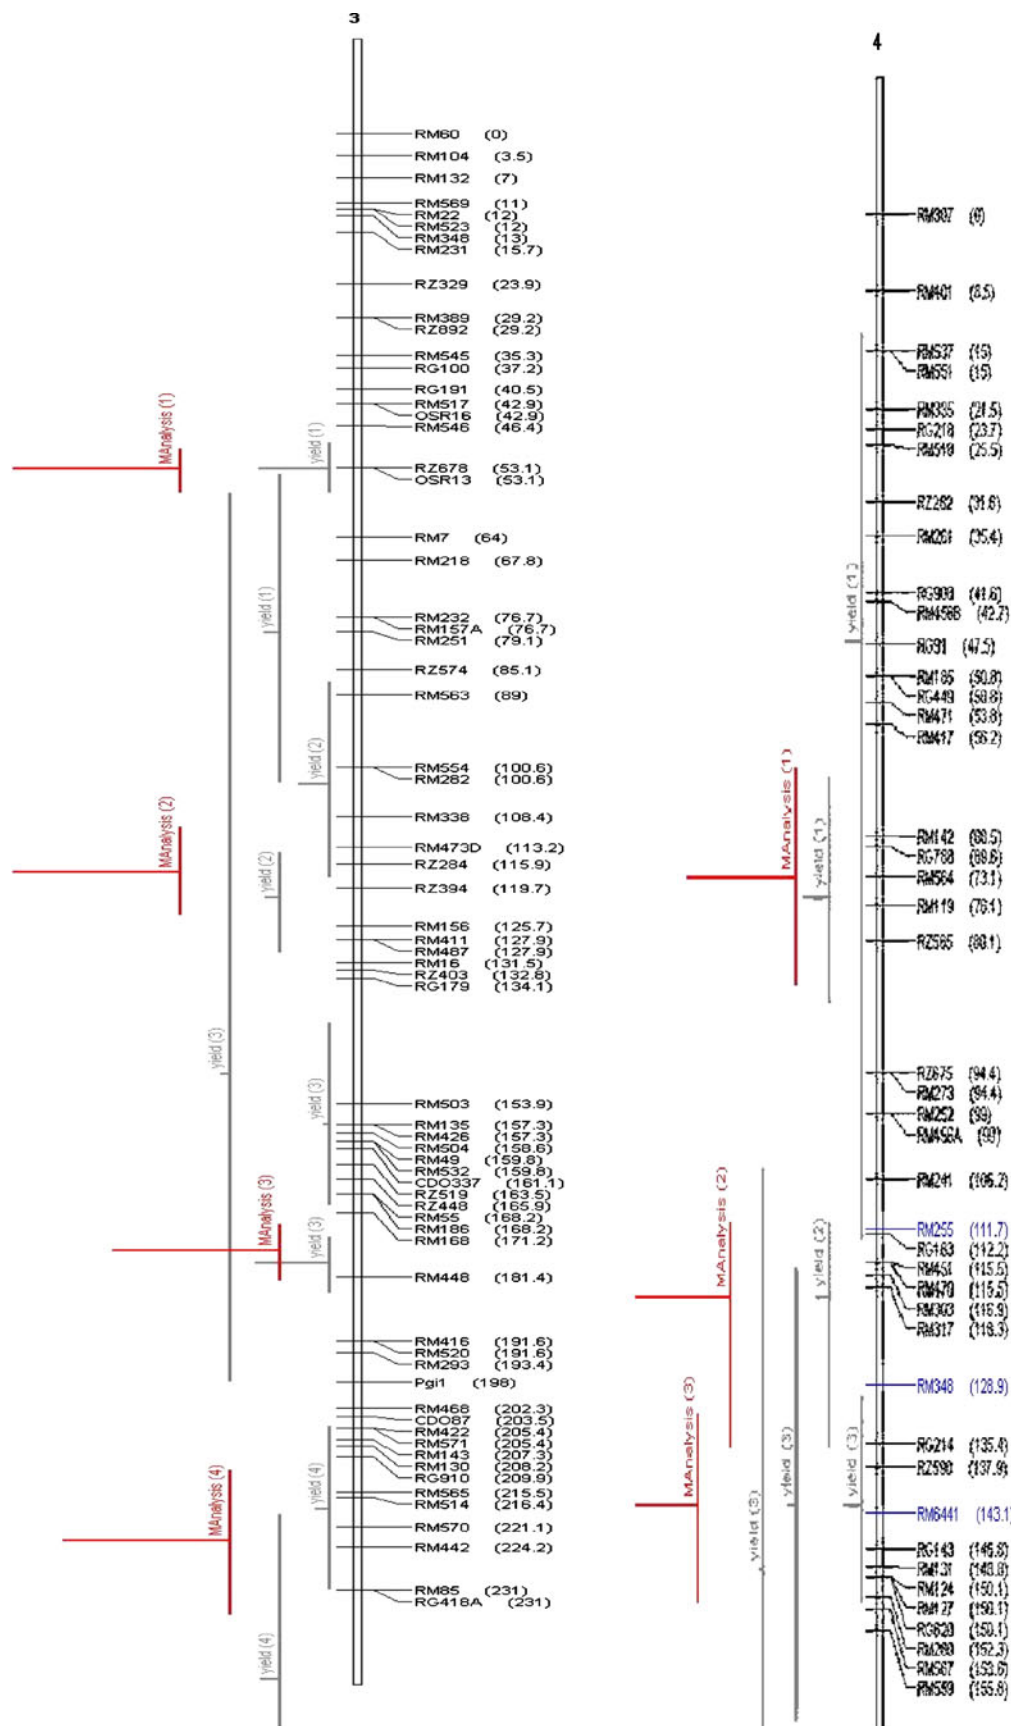 3
RM60 (0)
RM104 (3.5)
RM132 (7)
RM569 (11)
RM22 (12)
RM523 (12)
RM348 (13)
RM231 (15.7)
RZ329 (23.9)
RM389 (29.2)
RZ892 (29.2)
RM545 (35.3)
RG100 (37.2)
RG191 (40.5)
RM517 (42.9)
OSR16 (42.9)
RM546 (46.4)
RZ678 (53.1)
OSR13 (53.1)
RM7 (64)
RM218 (67.8)
RM232 (76.7)
RM157A (76.7)
RM251 (79.1)
RZ574 (85.1)
RM563 (89)
RM554 (100.6)
RM282 (100.6)
RM338 (108.4)
RM473D (113.2)
RZ284 (115.9)
RZ394 (119.7)
RM156 (125.7)
RM411 (127.9)
RM487 (127.9)
RM16 (131.5)
RZ403 (132.8)
RG179 (134.1)
RM503 (153.9)
RM135 (157.3)
RM426 (157.3)
RM504 (158.6)
RM49 (159.8)
RM532 (159.8)
CDO337 (161.1)
RZ519 (163.5)
RZ448 (165.9)
RM55 (168.2)
RM186 (168.2)
RM168 (171.2)
RM448 (181.4)
RM416 (191.6)
RM520 (191.6)
RM293 (193.4)
Pgi1 (198)
RM468 (202.3)
CDO87 (203.5)
RM422 (205.4)
RM571 (205.4)
RM143 (207.3)
RM130 (208.2)
RG910 (209.9)
RM565 (215.5)
RM514 (216.4)
RM570 (221.1)
RM442 (224.2)
RM85 (231)
RG418A (231)
MAnalysis (1)
yield (1)
yield (1)
yield (2)
MAnalysis (2)
yield (2)
yield (3)
yield (3)
MAnalysis (3)
yield (3)
MAnalysis (4)
yield (4)
yield (4)
4
RM307 (0)
RM401 (8.5)
RM537 (15)
RM551 (15)
RM335 (21.5)
RG218 (23.7)
RM518 (25.5)
RZ262 (31.6)
RM261 (35.4)
RG908 (41.6)
RM456B (42.7)
RG91 (47.5)
RM185 (50.8)
RG449 (50.8)
RM471 (53.8)
RM417 (56.2)
RM142 (68.5)
RG788 (69.6)
RM564 (73.1)
RM119 (76.1)
RZ565 (80.1)
RZ675 (94.4)
RM273 (94.4)
RM252 (99)
RM456A (99)
RM241 (106.2)
RM255 (111.7)
RG163 (112.2)
RM451 (115.5)
RM470 (115.5)
RM303 (116.9)
RM317 (118.3)
RM348 (128.9)
RG214 (135.4)
RZ590 (137.9)
RM6441 (143.1)
RG143 (146.8)
RM131 (148.8)
RM124 (150.1)
RM127 (150.1)
RG620 (150.1)
RM280 (152.3)
RM567 (153.6)
RM559 (155.8)
yield (1)
MAnalysis (1)
yield (1)
MAnalysis (2)
yield (2)
MAnalysis (3)
yield (3)
yield (3)
yield (3)